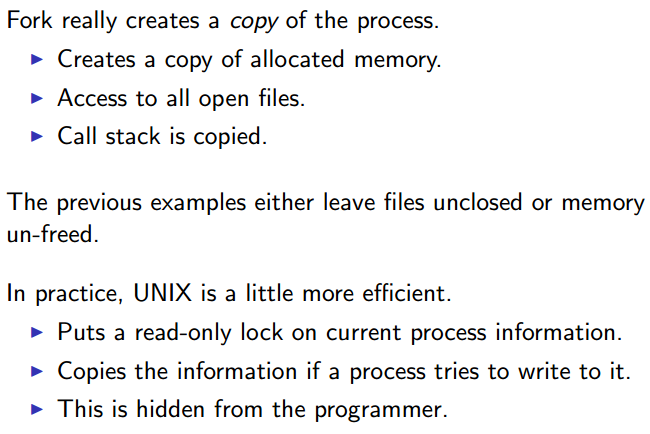 Fork really creates a copy of the process.
▶ Creates a copy of allocated memory.
▶ Access to all open files.
▶ Call stack is copied.
The previous examples either leave files unclosed or memory
un-freed.
In practice, UNIX is a little more efficient.
▶ Puts a read-only lock on current process information.
▶ Copies the information if a process tries to write to it.
▶ This is hidden from the programmer.